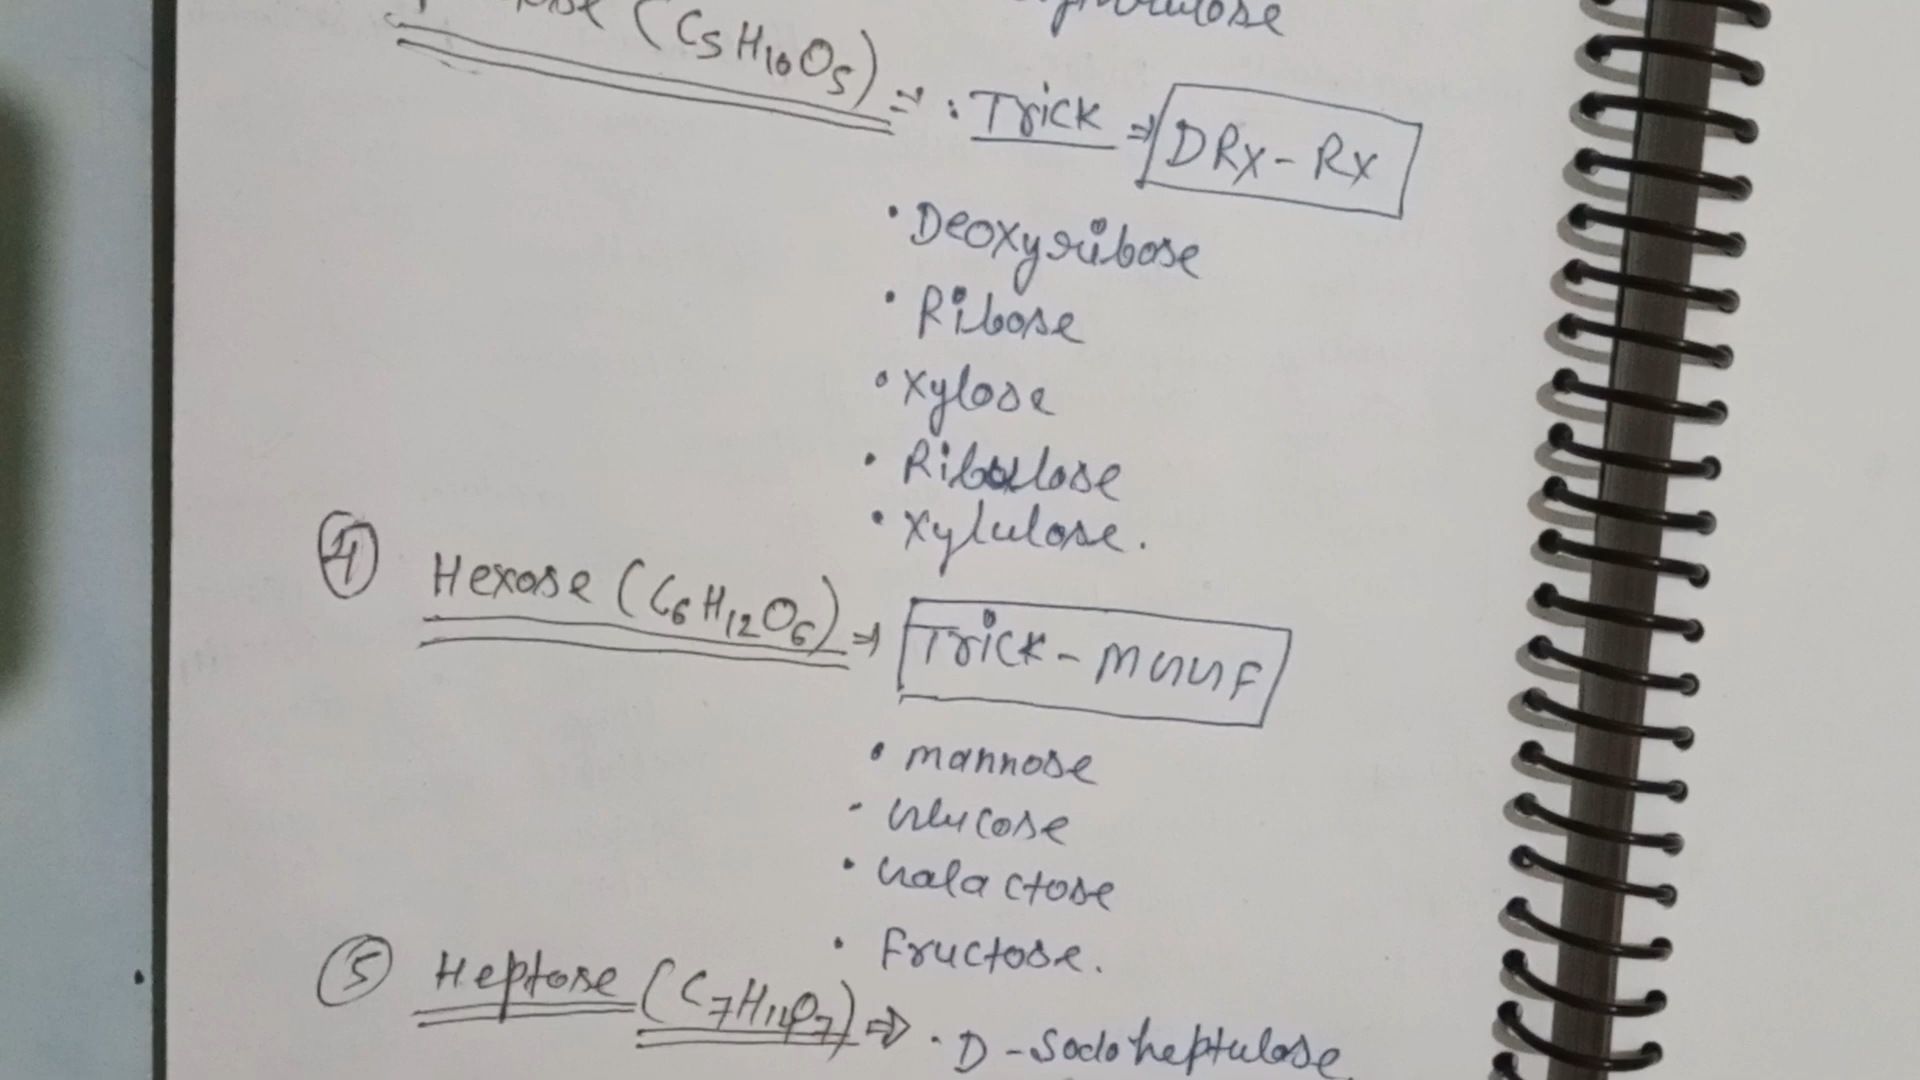 (C5H10O5) ⇒ : Trick ⇒ DRX - RX
• Deoxyribose
• Ribose
• Xylose
• Ribulose
• Xylulose.
④ Hexose (C6H12O6) ⇒ Trick - MGGF
• mannose
• Glucose
• Galactose
• Fructose.
⑤ Heptose (C7H14O7) ⇒ • D - Sodoheptulose